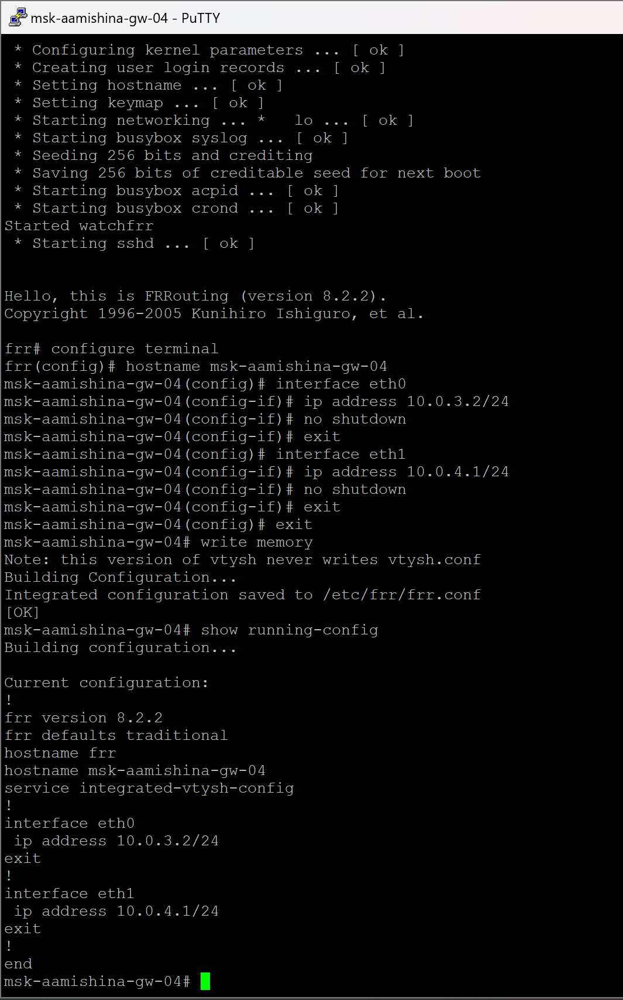 msk-aamishina-gw-04 - PuTTY
 * Configuring kernel parameters ... [ ok ]
 * Creating user login records ... [ ok ]
 * Setting hostname ... [ ok ]
 * Setting keymap ... [ ok ]
 * Starting networking ... *   lo ... [ ok ]
 * Starting busybox syslog ... [ ok ]
 * Seeding 256 bits and crediting
 * Saving 256 bits of creditable seed for next boot
 * Starting busybox acpid ... [ ok ]
 * Starting busybox crond ... [ ok ]
Started watchfrr
 * Starting sshd ... [ ok ]
Hello, this is FRRouting (version 8.2.2).
Copyright 1996-2005 Kunihiro Ishiguro, et al.
frr# configure terminal
frr(config)# hostname msk-aamishina-gw-04
msk-aamishina-gw-04(config)# interface eth0
msk-aamishina-gw-04(config-if)# ip address 10.0.3.2/24
msk-aamishina-gw-04(config-if)# no shutdown
msk-aamishina-gw-04(config-if)# exit
msk-aamishina-gw-04(config)# interface eth1
msk-aamishina-gw-04(config-if)# ip address 10.0.4.1/24
msk-aamishina-gw-04(config-if)# no shutdown
msk-aamishina-gw-04(config-if)# exit
msk-aamishina-gw-04(config)# exit
msk-aamishina-gw-04# write memory
Note: this version of vtysh never writes vtysh.conf
Building Configuration...
Integrated configuration saved to /etc/frr/frr.conf
[OK]
msk-aamishina-gw-04# show running-config
Building configuration...
Current configuration:
!
frr version 8.2.2
frr defaults traditional
hostname frr
hostname msk-aamishina-gw-04
service integrated-vtysh-config
!
interface eth0
 ip address 10.0.3.2/24
exit
!
interface eth1
 ip address 10.0.4.1/24
exit
!
end
msk-aamishina-gw-04#